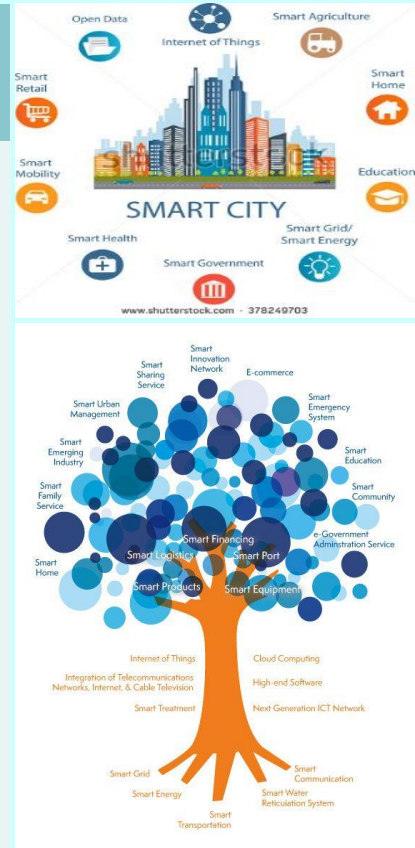 Open Data
Smart Agriculture
Internet of Things
Smart
Retail
Smart
Home
Smart
Mobility
Education
shutterstock
SMART CITY
Smart Health
Smart Grid/
Smart Energy
Smart Government
www.shutterstock.com · 378249703
Smart
Innovation
Network
Smart
Sharing
Service
E-commerce
Smart Urban
Management
Smart
Emergency
System
Smart
Emerging
Industry
Smart
Education
Smart
Family
Service
Smart
Community
Smart Financing
e-Government
Adminstration Service
Smart Logistics
Smart Port
Smart
Home
Smart Products
Smart Equipment
Internet of Things
Cloud Computing
Integration of Telecommunications
Networks, Internet, & Cable Television
High-end Software
Smart Treatment
Next Generation ICT Network
Smart Grid
Smart
Communication
Smart Energy
Smart Water
Reticulation System
Smart
Transportation